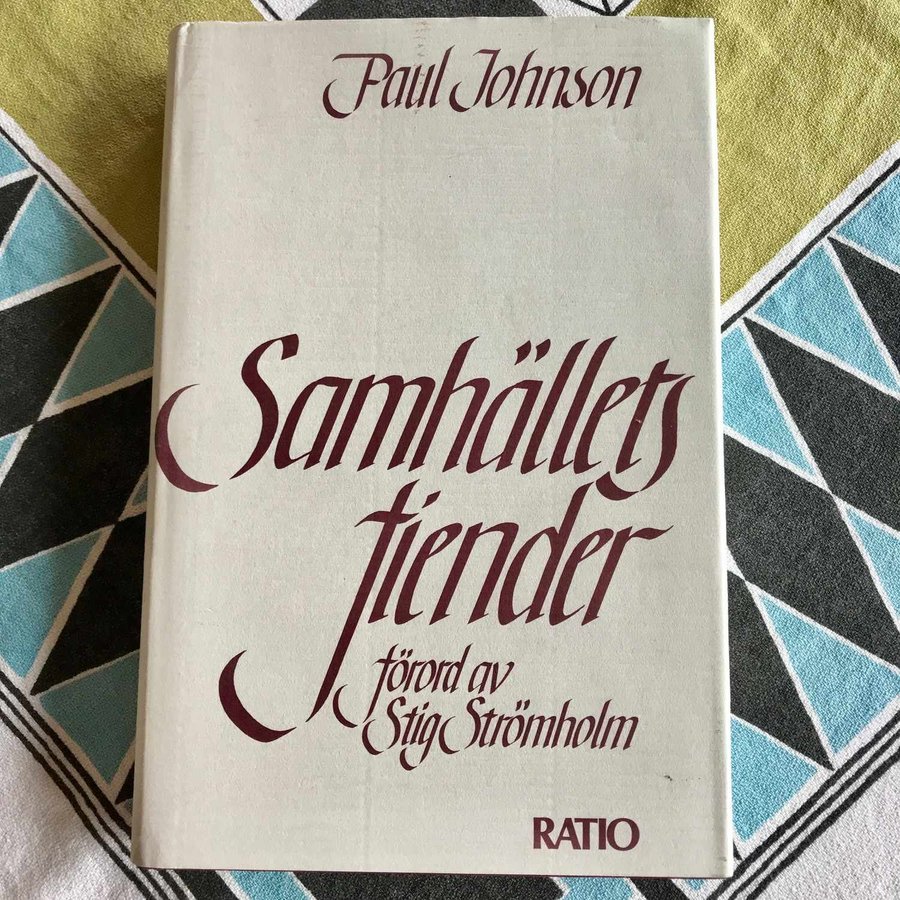 Paul Johnson
Samhällets
fiender
förord av
Stig Strömholm
RATIO